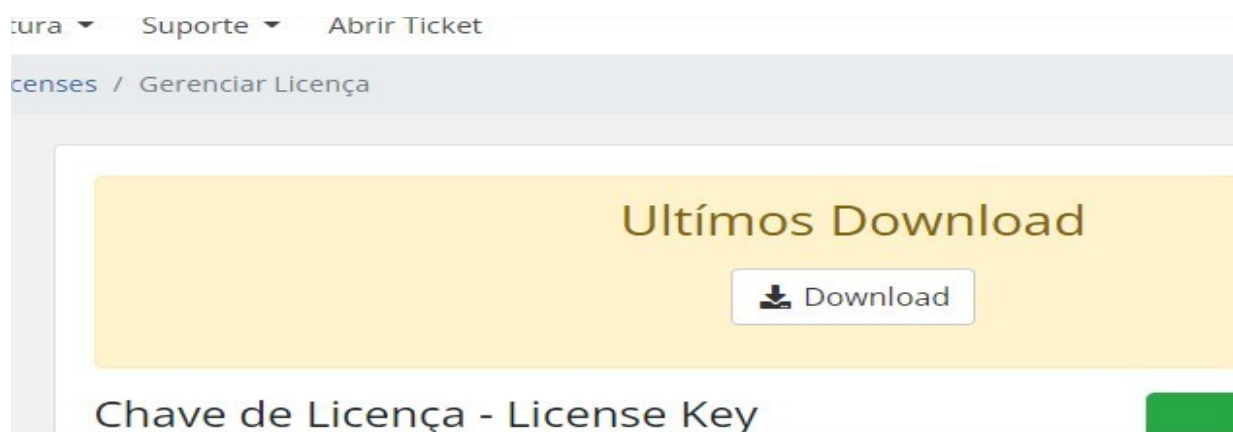 tura Suporte Abrir Ticket
censes / Gerenciar Licença
Ultímos Download
Download
Chave de Licença - License Key